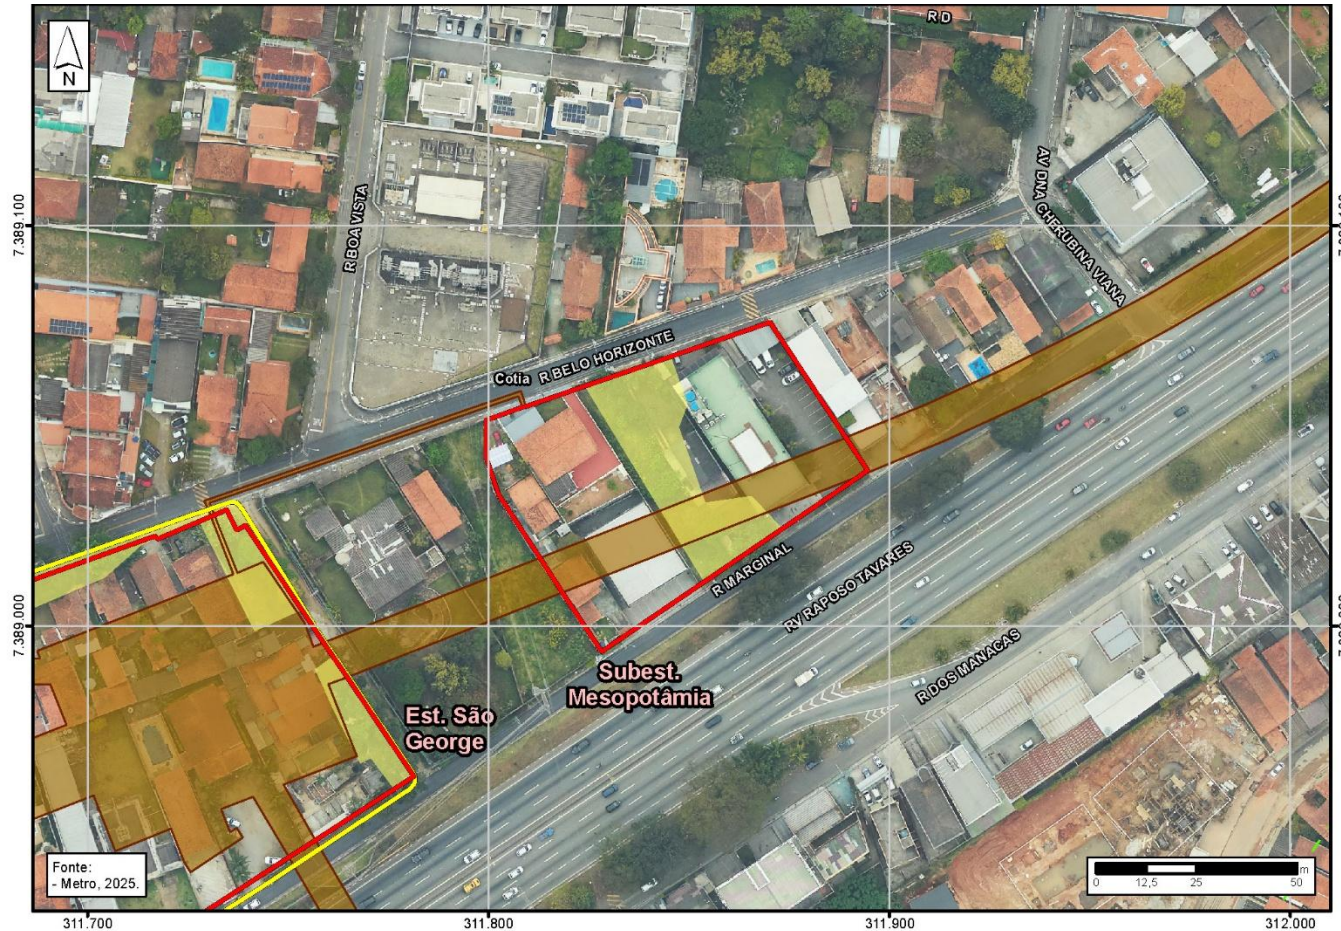 R D
N
AV DNA CHERUBINA VIANA
R BOA VISTA
7.389.100
Cotia
R BELO HORIZONTE
R MARGINAL
RV RAPOSO TAVARES
7.389.000
R DOS MANACAS
Subest.
Mesopotâmia
Est. São
George
Fonte:
- Metro, 2025.
m
0 12,5 25 50
311.700 311.800 311.900 312.000